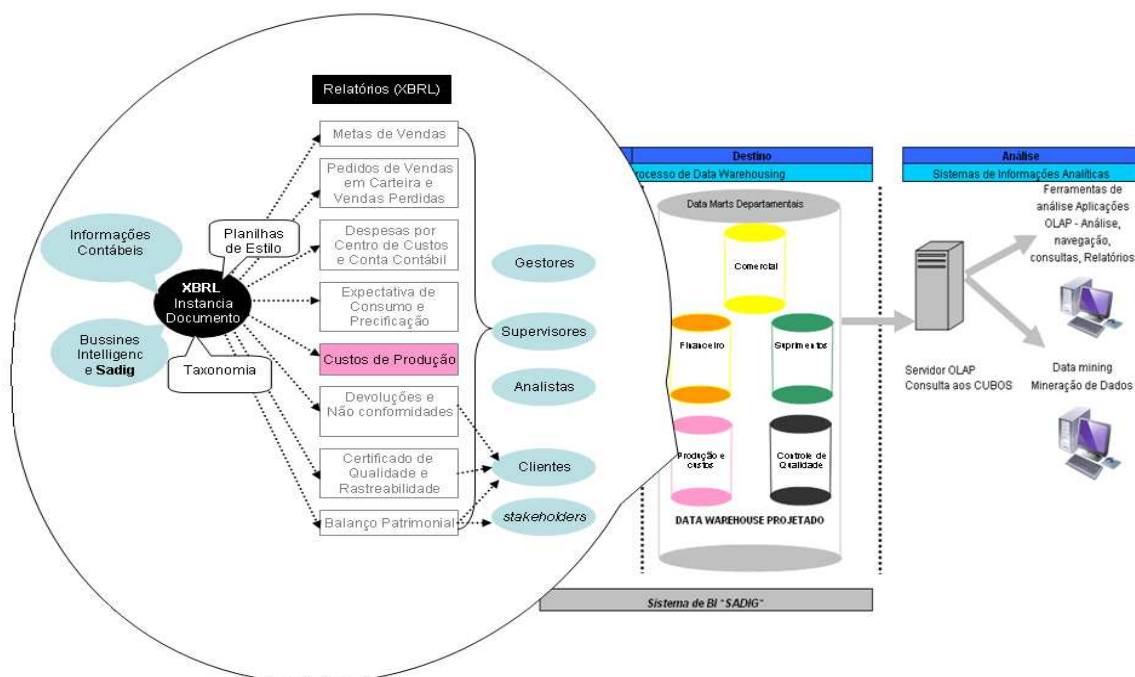 Relatórios (XBRL)
Metas de Vendas
Pedidos de Vendas
em Carteira e
Vendas Perdidas
Despesas por
Centro de Custos
e Conta Contábil
Expectativa de
Consumo e
Precificação
Custos de Produção
Devoluções e
Não conformidades
Certificado de
Qualidade e
Rastreabilidade
Balanço Patrimonial
Informações
Contábeis
Planilhas
de Estilo
XBRL
Instancia
Documento
Bussines
Intelligenc
e Sadig
Taxonomia
Gestores
Supervisores
Analistas
Clientes
stakeholders
Destino
rocesso de Data Warehousing
Data Marts Departamentais
Comercial
Financeiro
Suprimentos
Produção e
custos
Controle de
Qualidade
DATA WAREHOUSE PROJETADO
Sistema de BI "SADIG"
Análise
Sistemas de Informações Analíticas
Ferramentas de
análise Aplicações
OLAP - Análise,
navegação,
consultas, Relatórios
Servidor OLAP
Consulta aos CUBOS
Data mining
Mineração de Dados